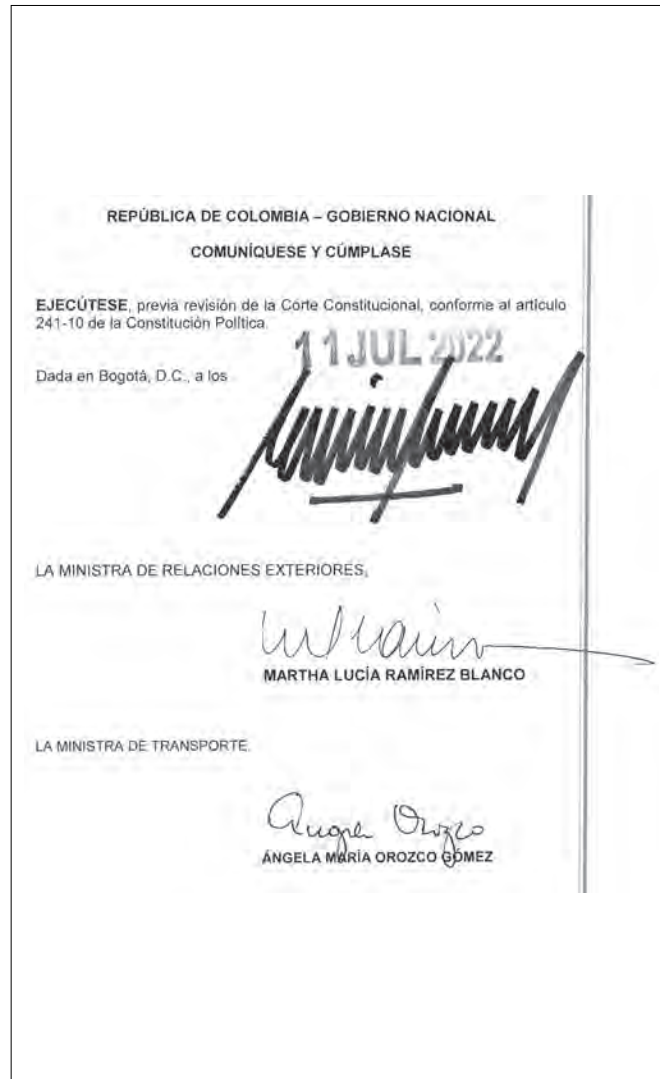 REPÚBLICA DE COLOMBIA – GOBIERNO NACIONAL
COMUNÍQUESE Y CÚMPLASE
EJECÚTESE, previa revisión de la Corte Constitucional, conforme al artículo
241-10 de la Constitución Política.
11 JUL 2022
Dada en Bogotá, D.C., a los
LA MINISTRA DE RELACIONES EXTERIORES,
MARTHA LUCÍA RAMÍREZ BLANCO
LA MINISTRA DE TRANSPORTE,
Ángela Orozco
ÁNGELA MARÍA OROZCO GÓMEZ